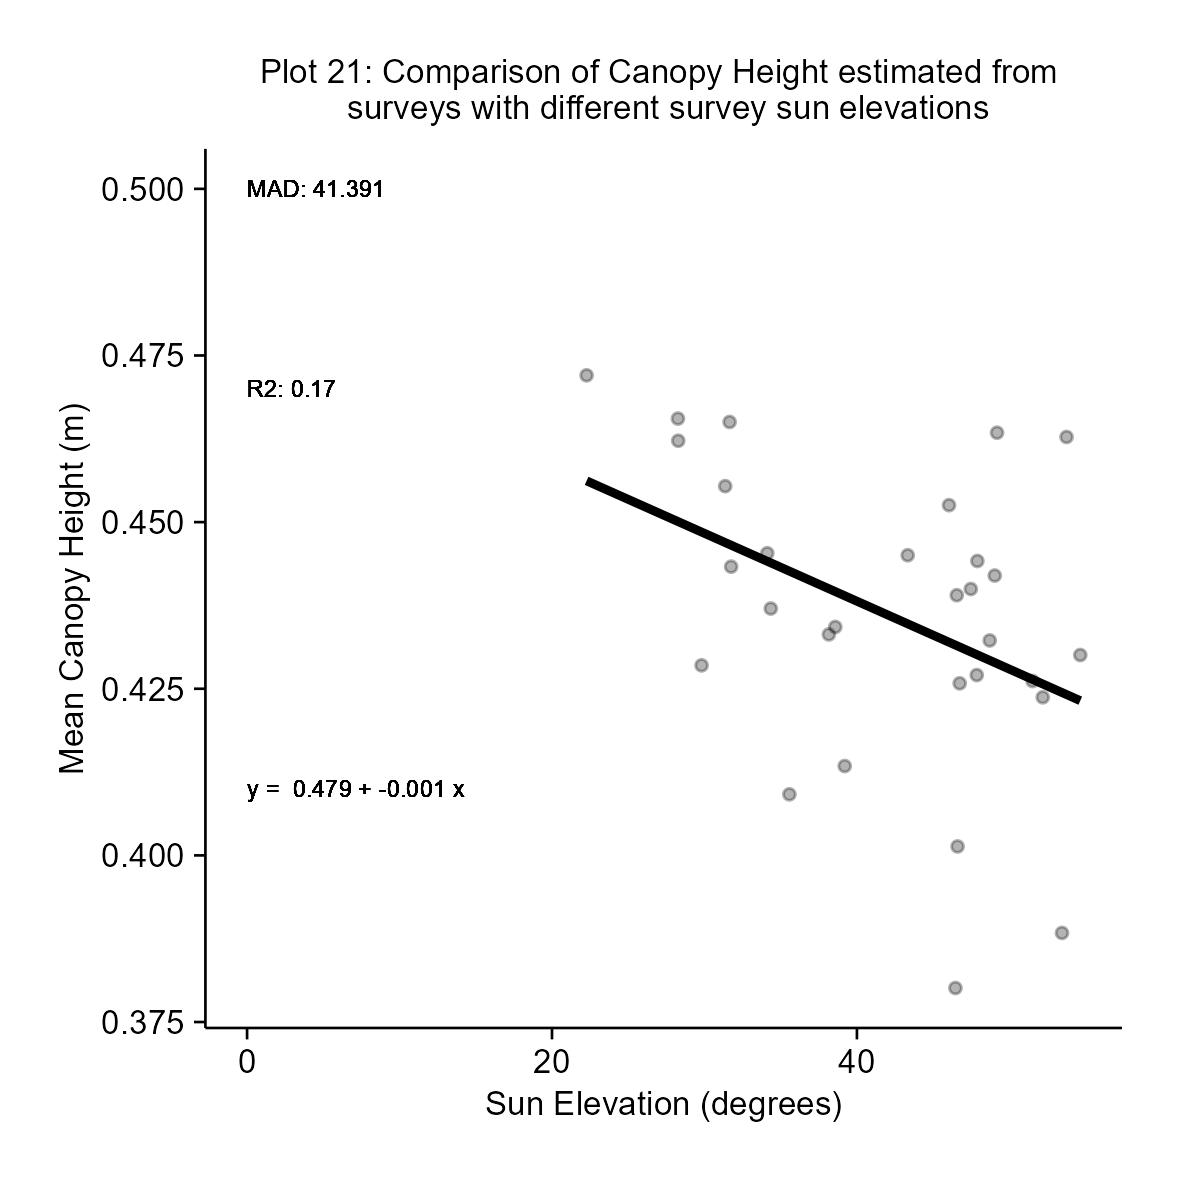 Plot 21: Comparison of Canopy Height estimated from
surveys with different survey sun elevations
0.500
MAD: 41.391
0.475
R2: 0.17
0.450
Mean Canopy Height (m)
0.425
y =  0.479 + -0.001 x
0.400
0.375
0
20
40
Sun Elevation (degrees)